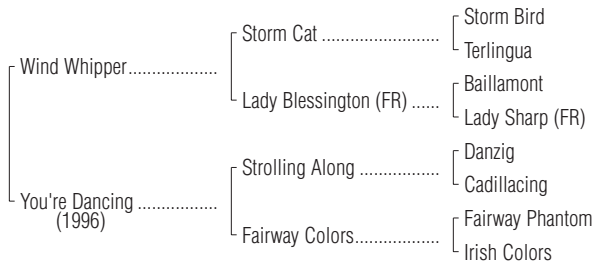 Storm Bird
Storm Cat ........................
Terlingua
Wind Whipper..................
Baillamont
Lady Blessington (FR) ......
Lady Sharp (FR)
Danzig
Strolling Along ................
Cadillacing
You're Dancing ................
(1996)
Fairway Phantom
Fairway Colors.................
Irish Colors